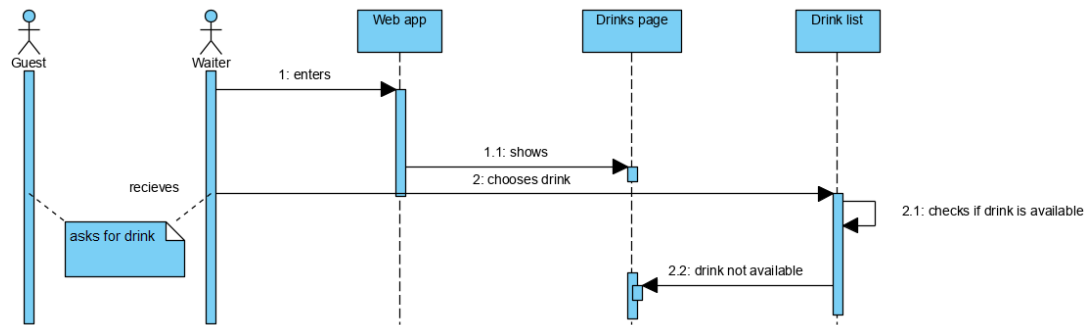 Web app
Drinks page
Drink list
Guest
Waiter
1: enters
1.1: shows
recieves
2: chooses drink
2.1: checks if drink is available
asks for drink
2.2: drink not available